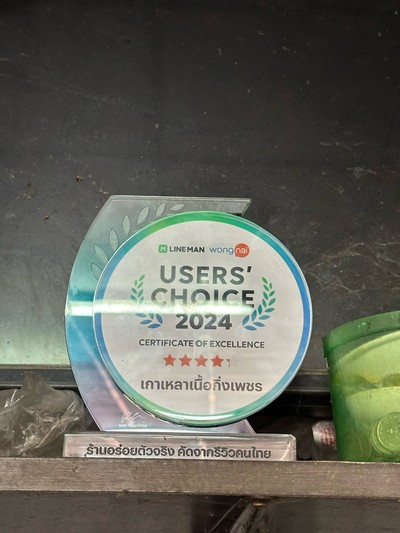 LINEMAN wongnai
USERS'
CHOICE
2024
CERTIFICATE OF EXCELLENCE
เกาเหลาเนื้อกิ่งเพชร
ร้านอร่อยตัวจริง คัดจากรีวิวคนไทย